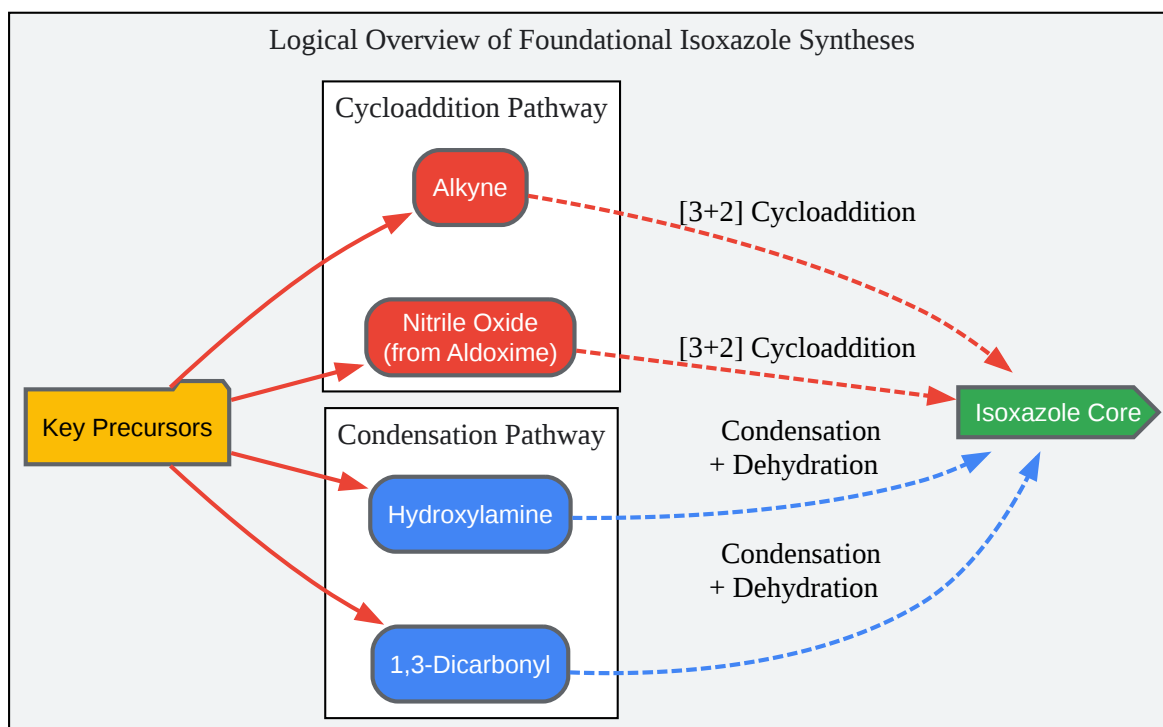 Logical Overview of Foundational Isoxazole Syntheses
Cycloaddition Pathway
Alkyne
[3+2] Cycloaddition
Nitrile Oxide
(from Aldoxime)
[3+2] Cycloaddition
Key Precursors
Isoxazole Core
Condensation Pathway
Condensation
+ Dehydration
Hydroxylamine
Condensation
+ Dehydration
1,3-Dicarbonyl